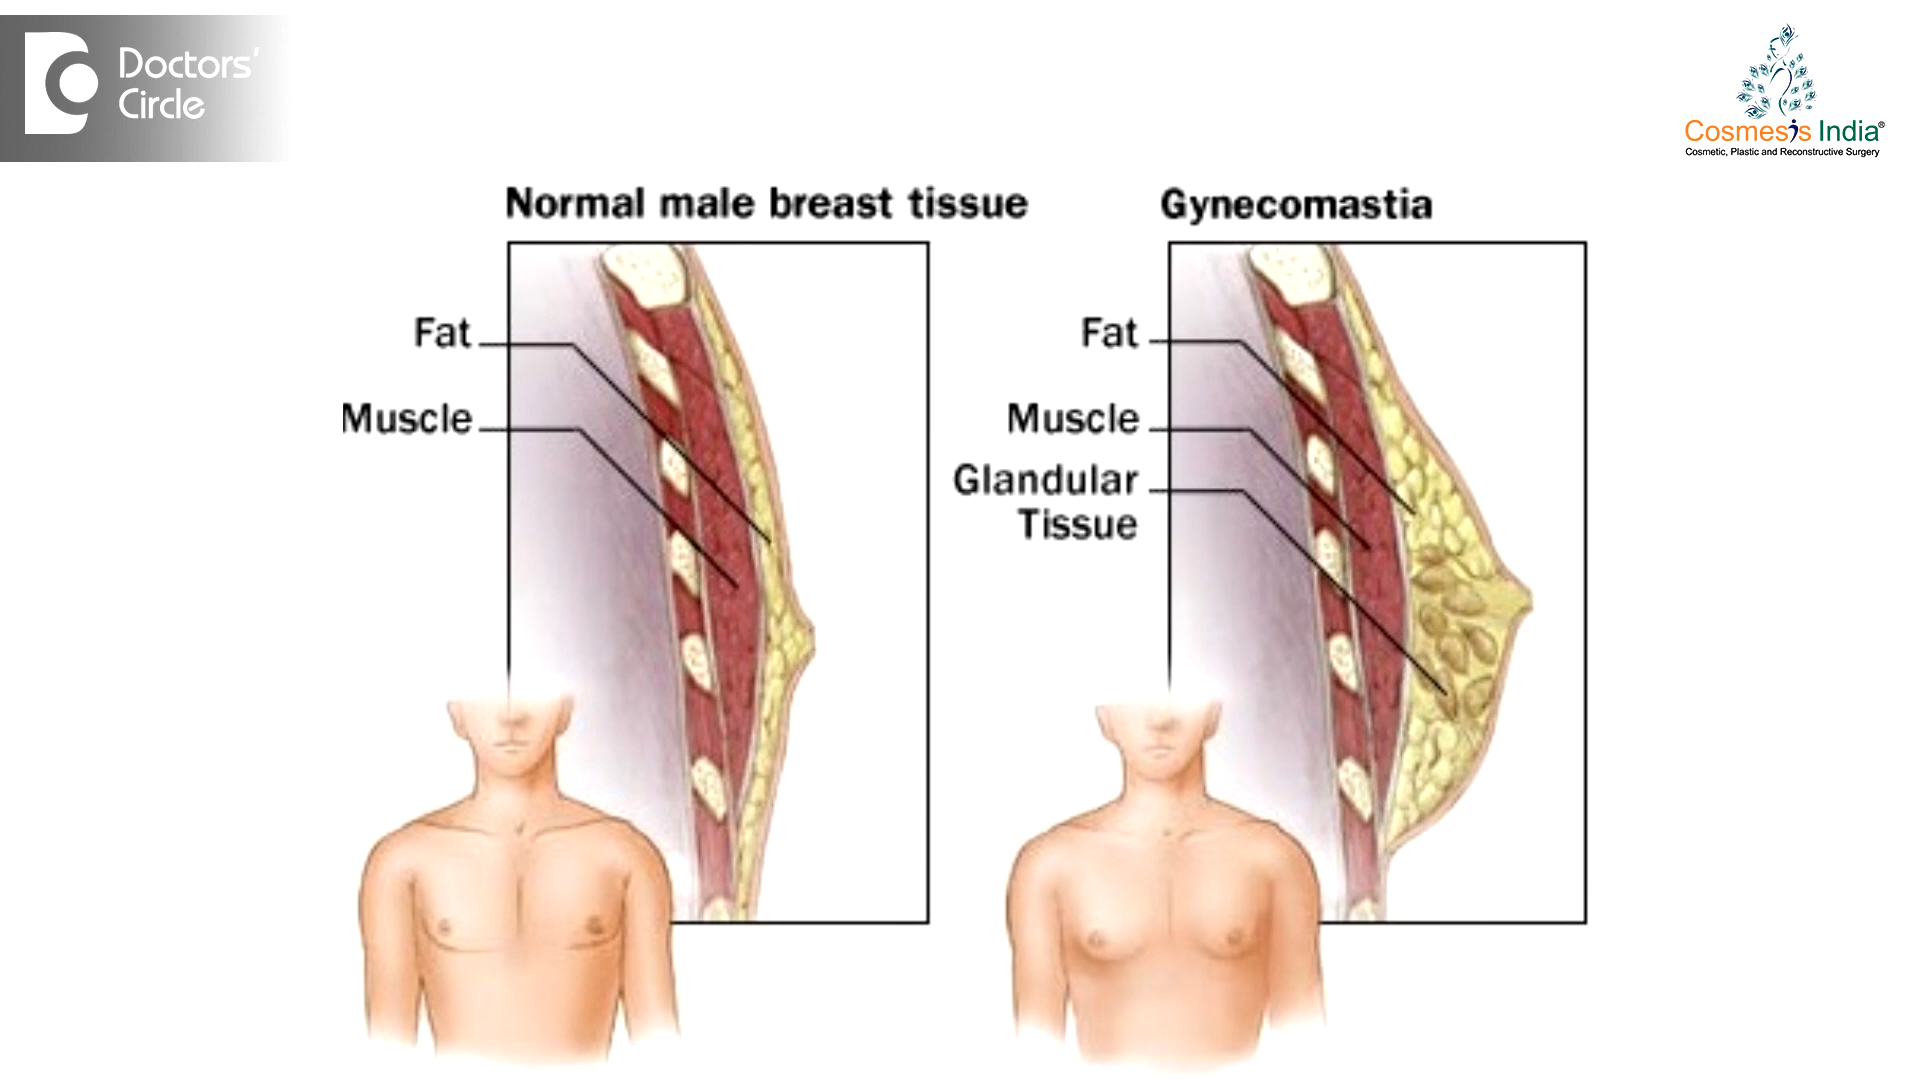 Doctors'
Circle
Cosmesis India®
Cosmetic, Plastic and Reconstructive Surgery
Normal male breast tissue
Fat
Muscle
Gynecomastia
Fat
Muscle
Glandular
Tissue